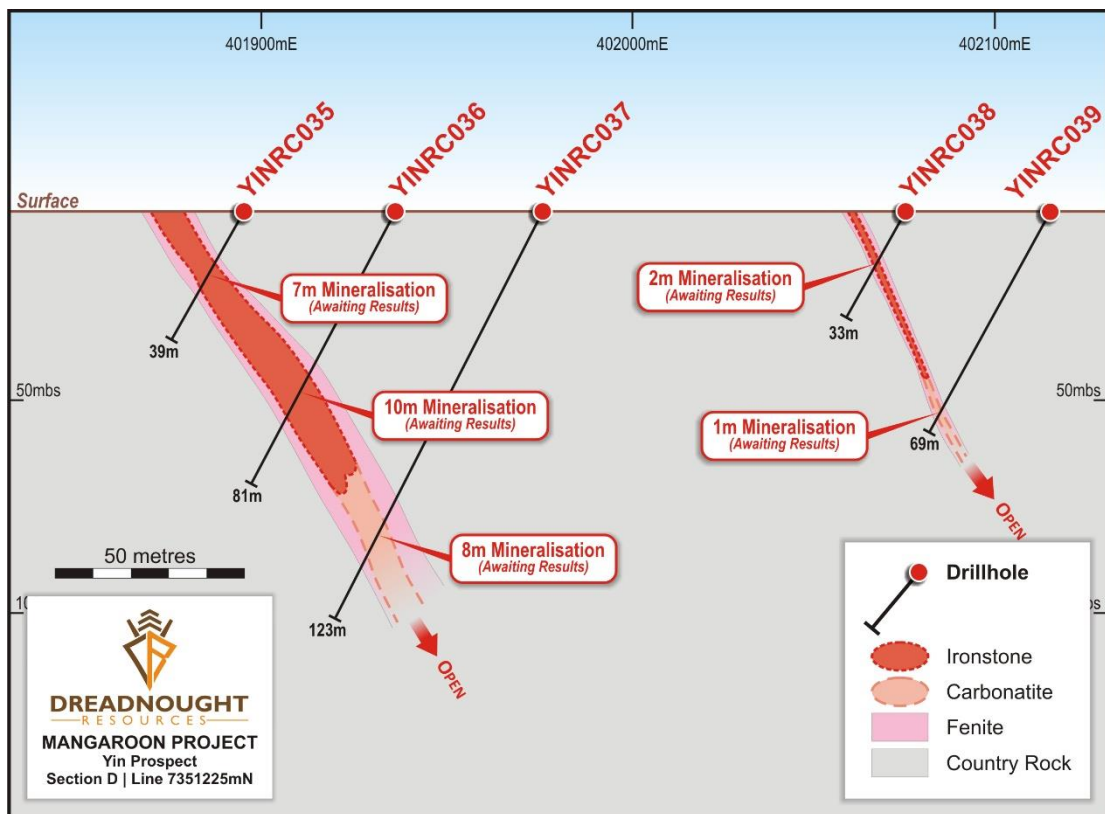 401900mE
402000mE
402100mE
YINRC035
YINRC036
YINRC037
YINRC038
YINRC039
Surface
7m Mineralisation
(Awaiting Results)
2m Mineralisation
(Awaiting Results)
39m
33m
50mbs
50mbs
10m Mineralisation
(Awaiting Results)
1m Mineralisation
(Awaiting Results)
69m
81m
OPEN
8m Mineralisation
(Awaiting Results)
50 metres
123m
OPEN
DREADNOUGHT
RESOURCES
MANGAROON PROJECT
Yin Prospect
Section D | Line 7351225mN
Drillhole
Ironstone
Carbonatite
Fenite
Country Rock